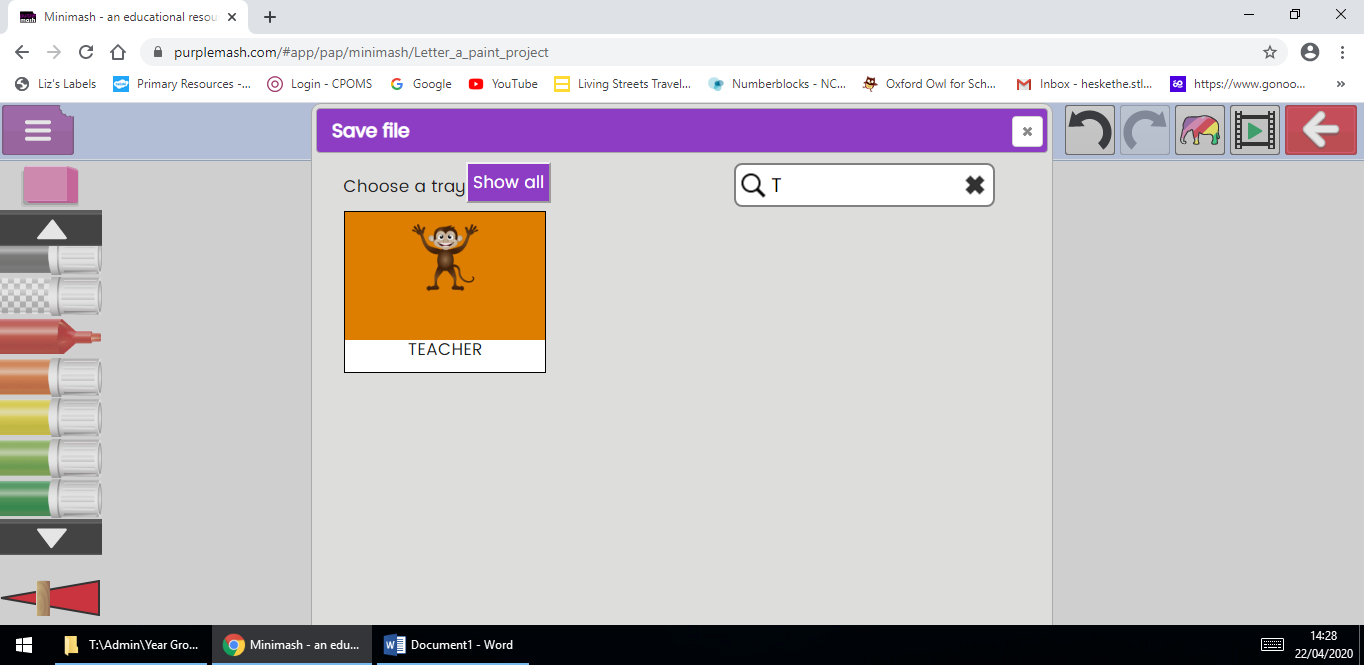 Minimash - an educational resou
purplemash.com/#app/pap/minimash/Letter_a_paint_project
Liz's Labels Primary Resources -... Login - CPOMS Google YouTube Living Streets Travel... Numberblocks - NC... Oxford Owl for Sch... Inbox - heskethe.stl... https://www.gonoo... »
Save file
Choose a tray Show all T
TEACHER
T:\Admin\Year Gro... Minimash - an edu... Document1 - Word
14:28
22/04/2020